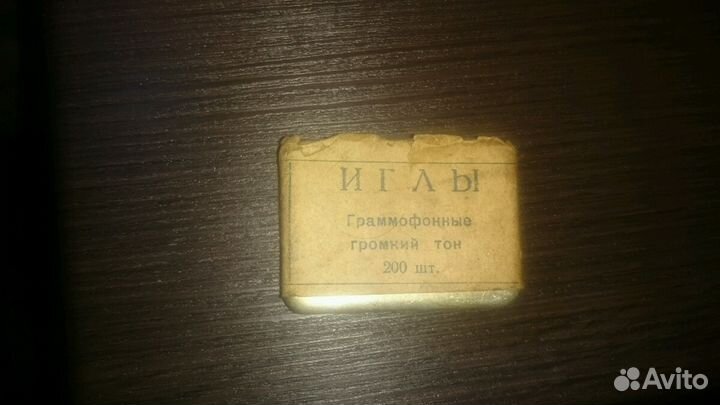 ИГЛЫ
Граммофонные
громкий тон
200 шт.
Avito